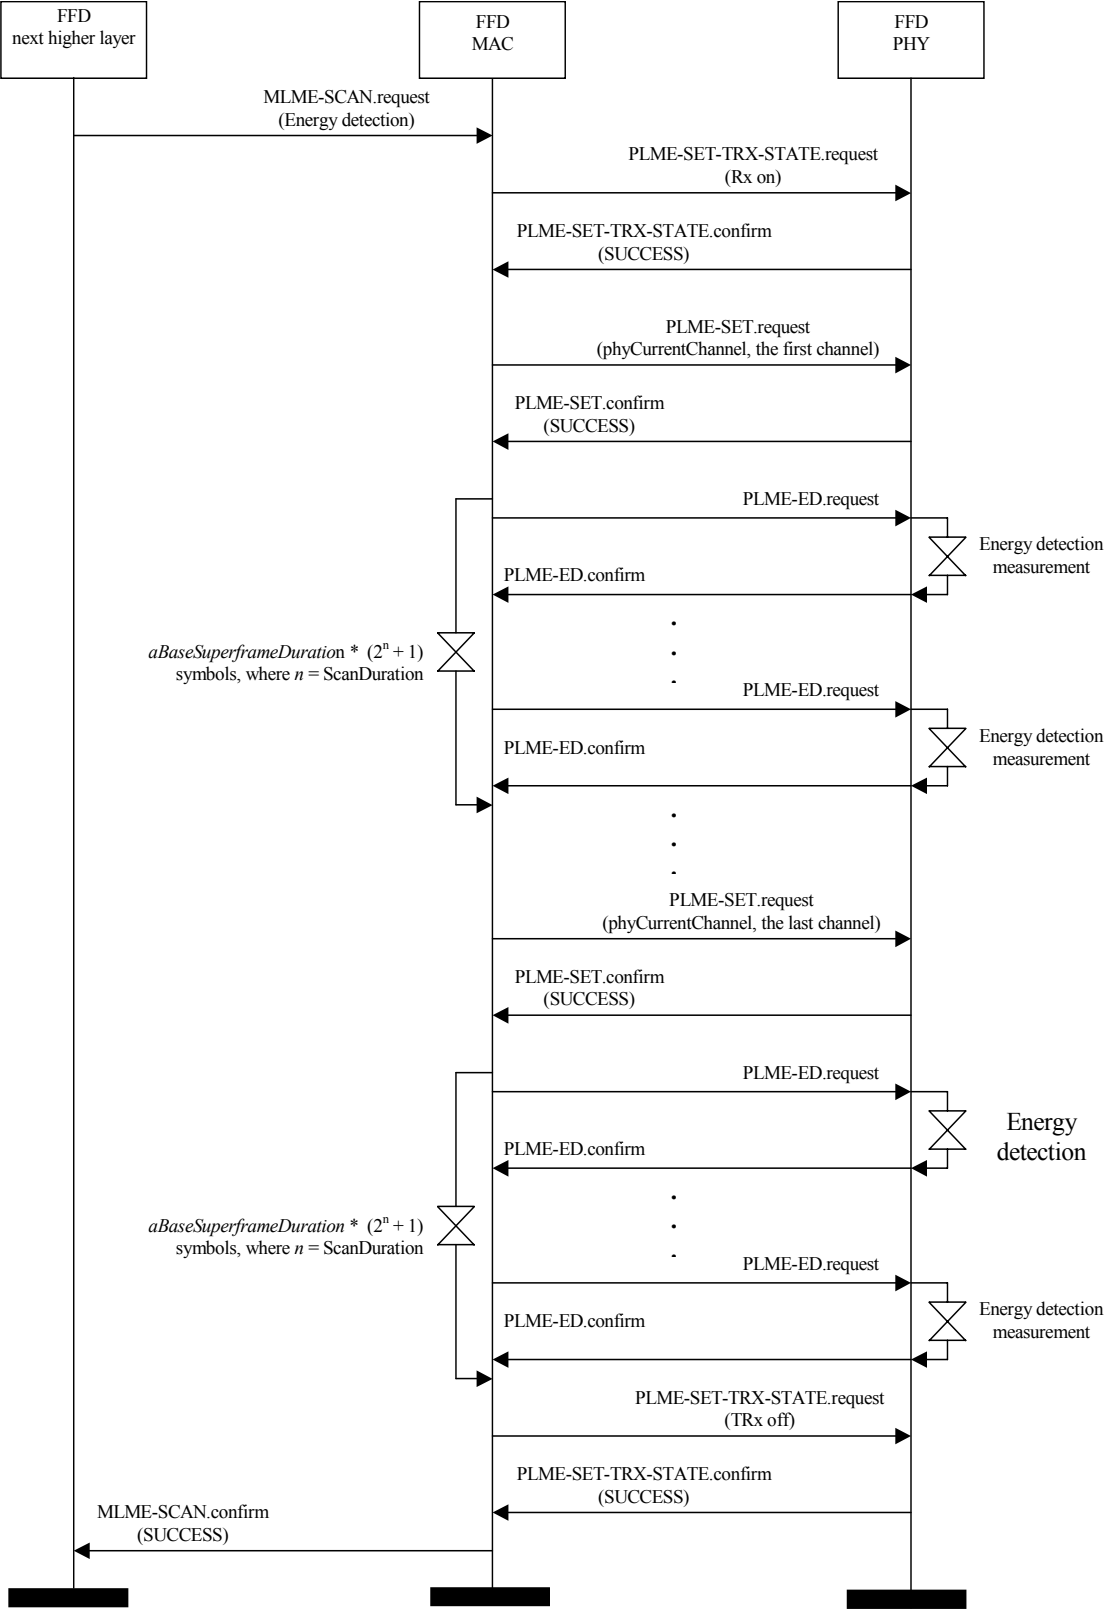 FFD
next higher layer
FFD
MAC
FFD
PHY
MLME-SCAN.request
(Energy detection)
PLME-SET-TRX-STATE.request
(Rx on)
PLME-SET-TRX-STATE.confirm
(SUCCESS)
PLME-SET.request
(phyCurrentChannel, the first channel)
PLME-SET.confirm
(SUCCESS)
PLME-ED.request
Energy detection
measurement
PLME-ED.confirm
.
.
.
aBaseSuperframeDuration * (2ⁿ + 1)
symbols, where n = ScanDuration
PLME-ED.request
Energy detection
measurement
PLME-ED.confirm
.
.
.
PLME-SET.request
(phyCurrentChannel, the last channel)
PLME-SET.confirm
(SUCCESS)
PLME-ED.request
Energy
detection
PLME-ED.confirm
.
.
.
aBaseSuperframeDuration * (2ⁿ + 1)
symbols, where n = ScanDuration
PLME-ED.request
Energy detection
measurement
PLME-ED.confirm
PLME-SET-TRX-STATE.request
(TRx off)
PLME-SET-TRX-STATE.confirm
(SUCCESS)
MLME-SCAN.confirm
(SUCCESS)